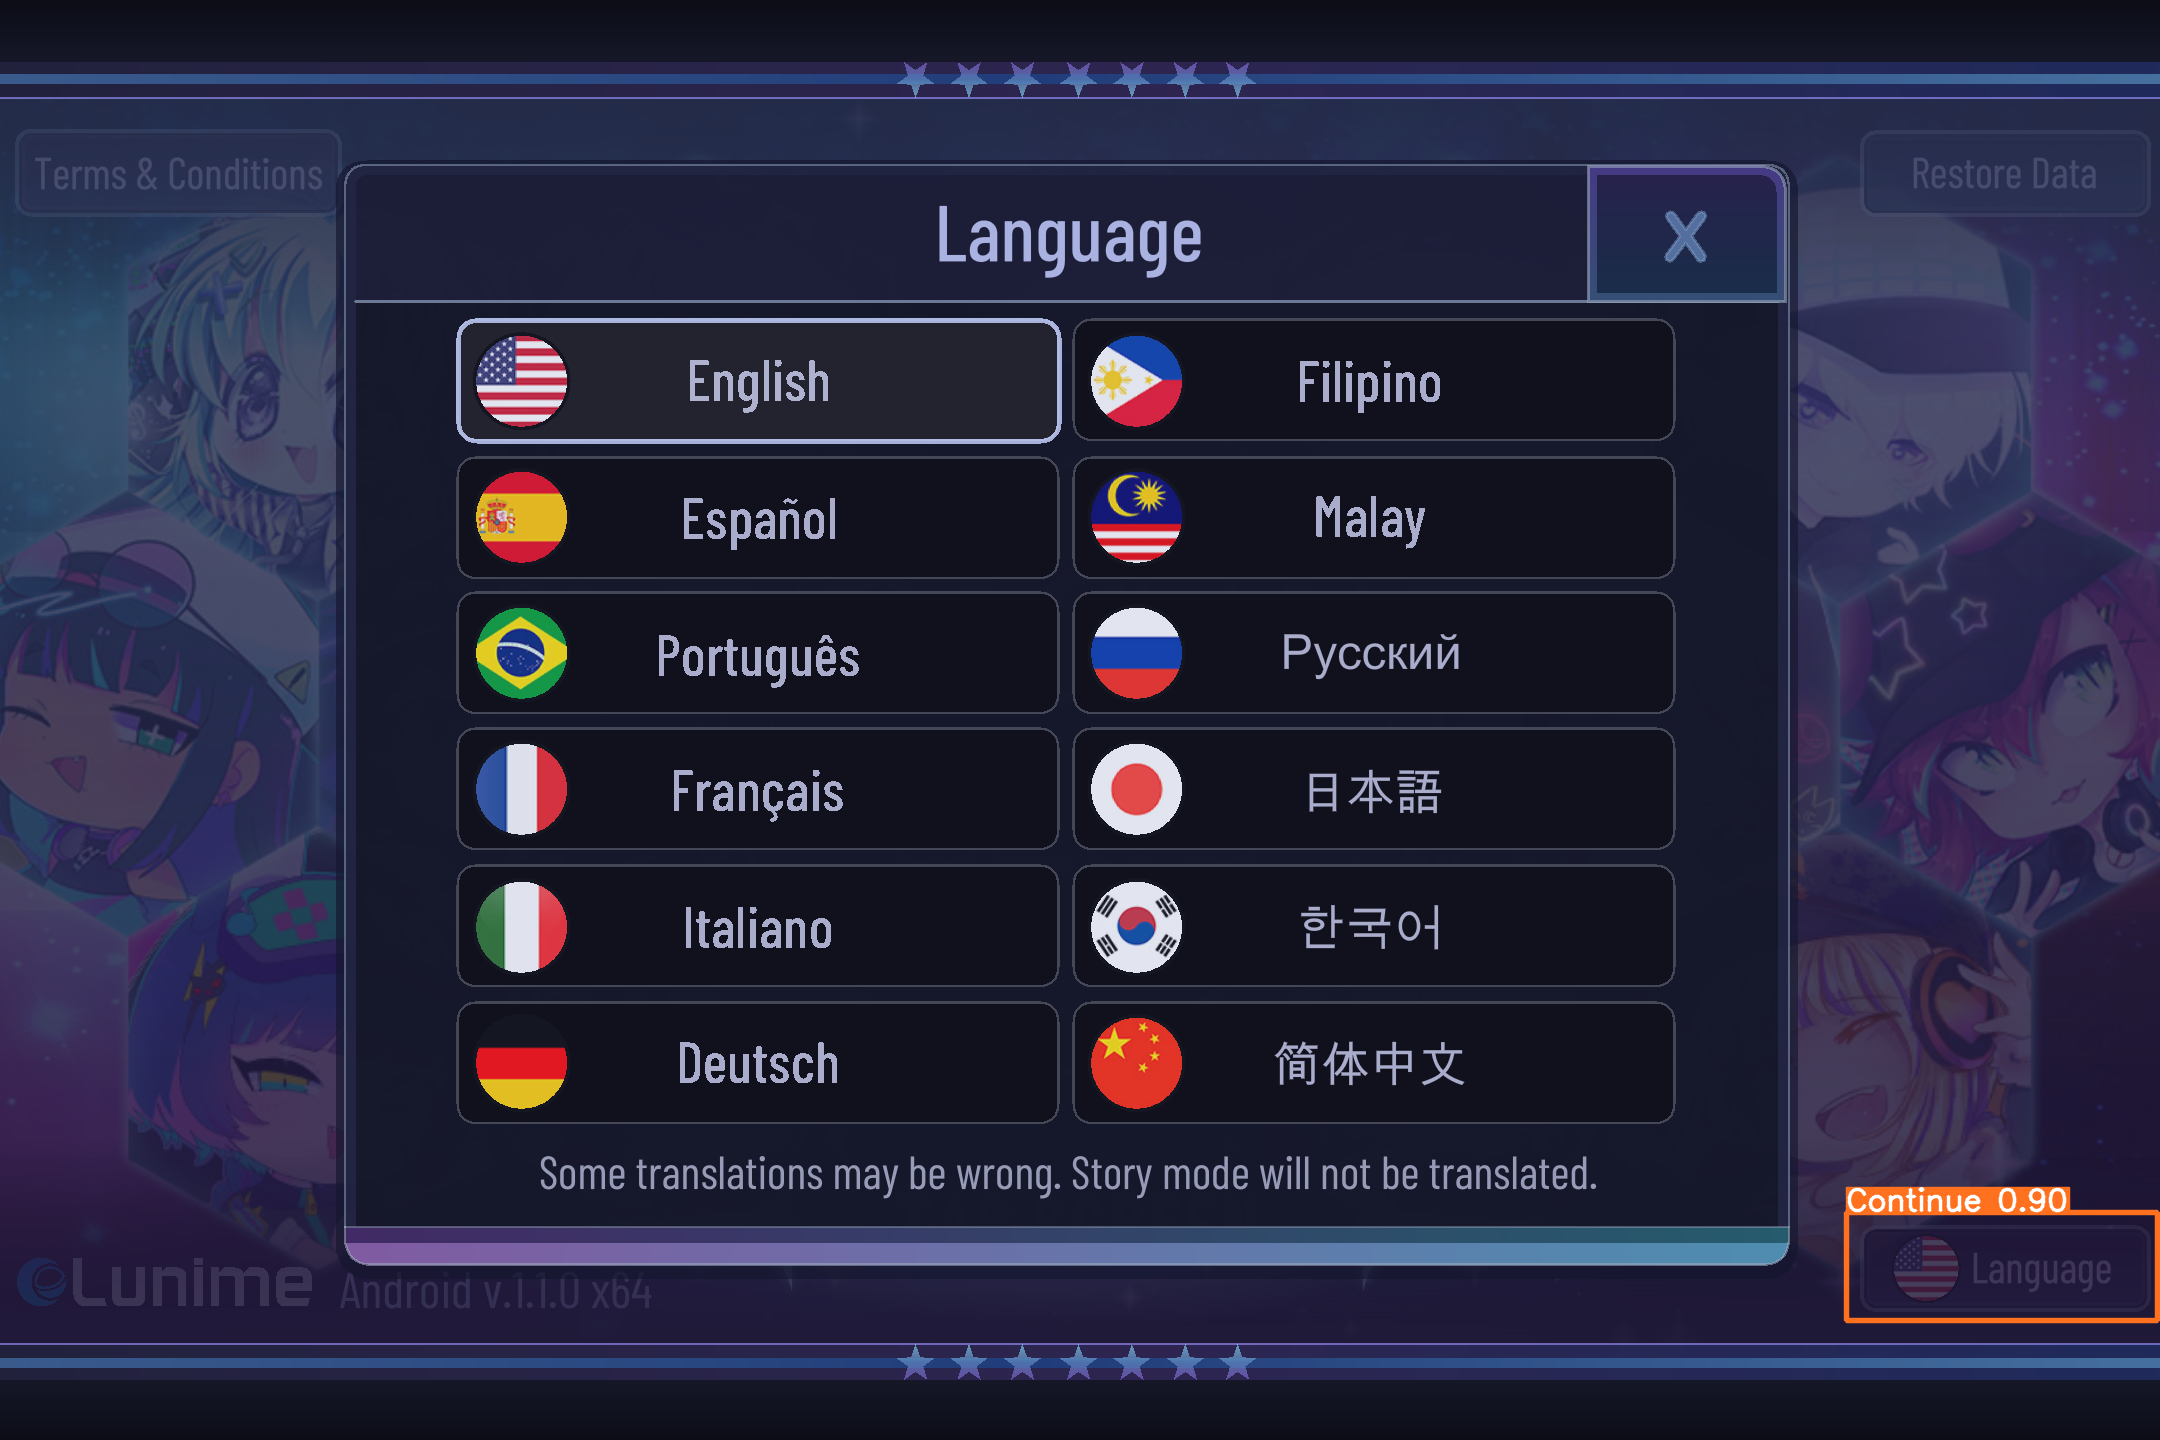 Terms & Conditions
Restore Data
Language
X
English
Filipino
Español
Malay
Português
Русский
Français
日本語
Italiano
한국어
Deutsch
简体中文
Some translations may be wrong. Story mode will not be translated.
Continue 0.90
Language
Lunime
Android v.1.1.0 x64